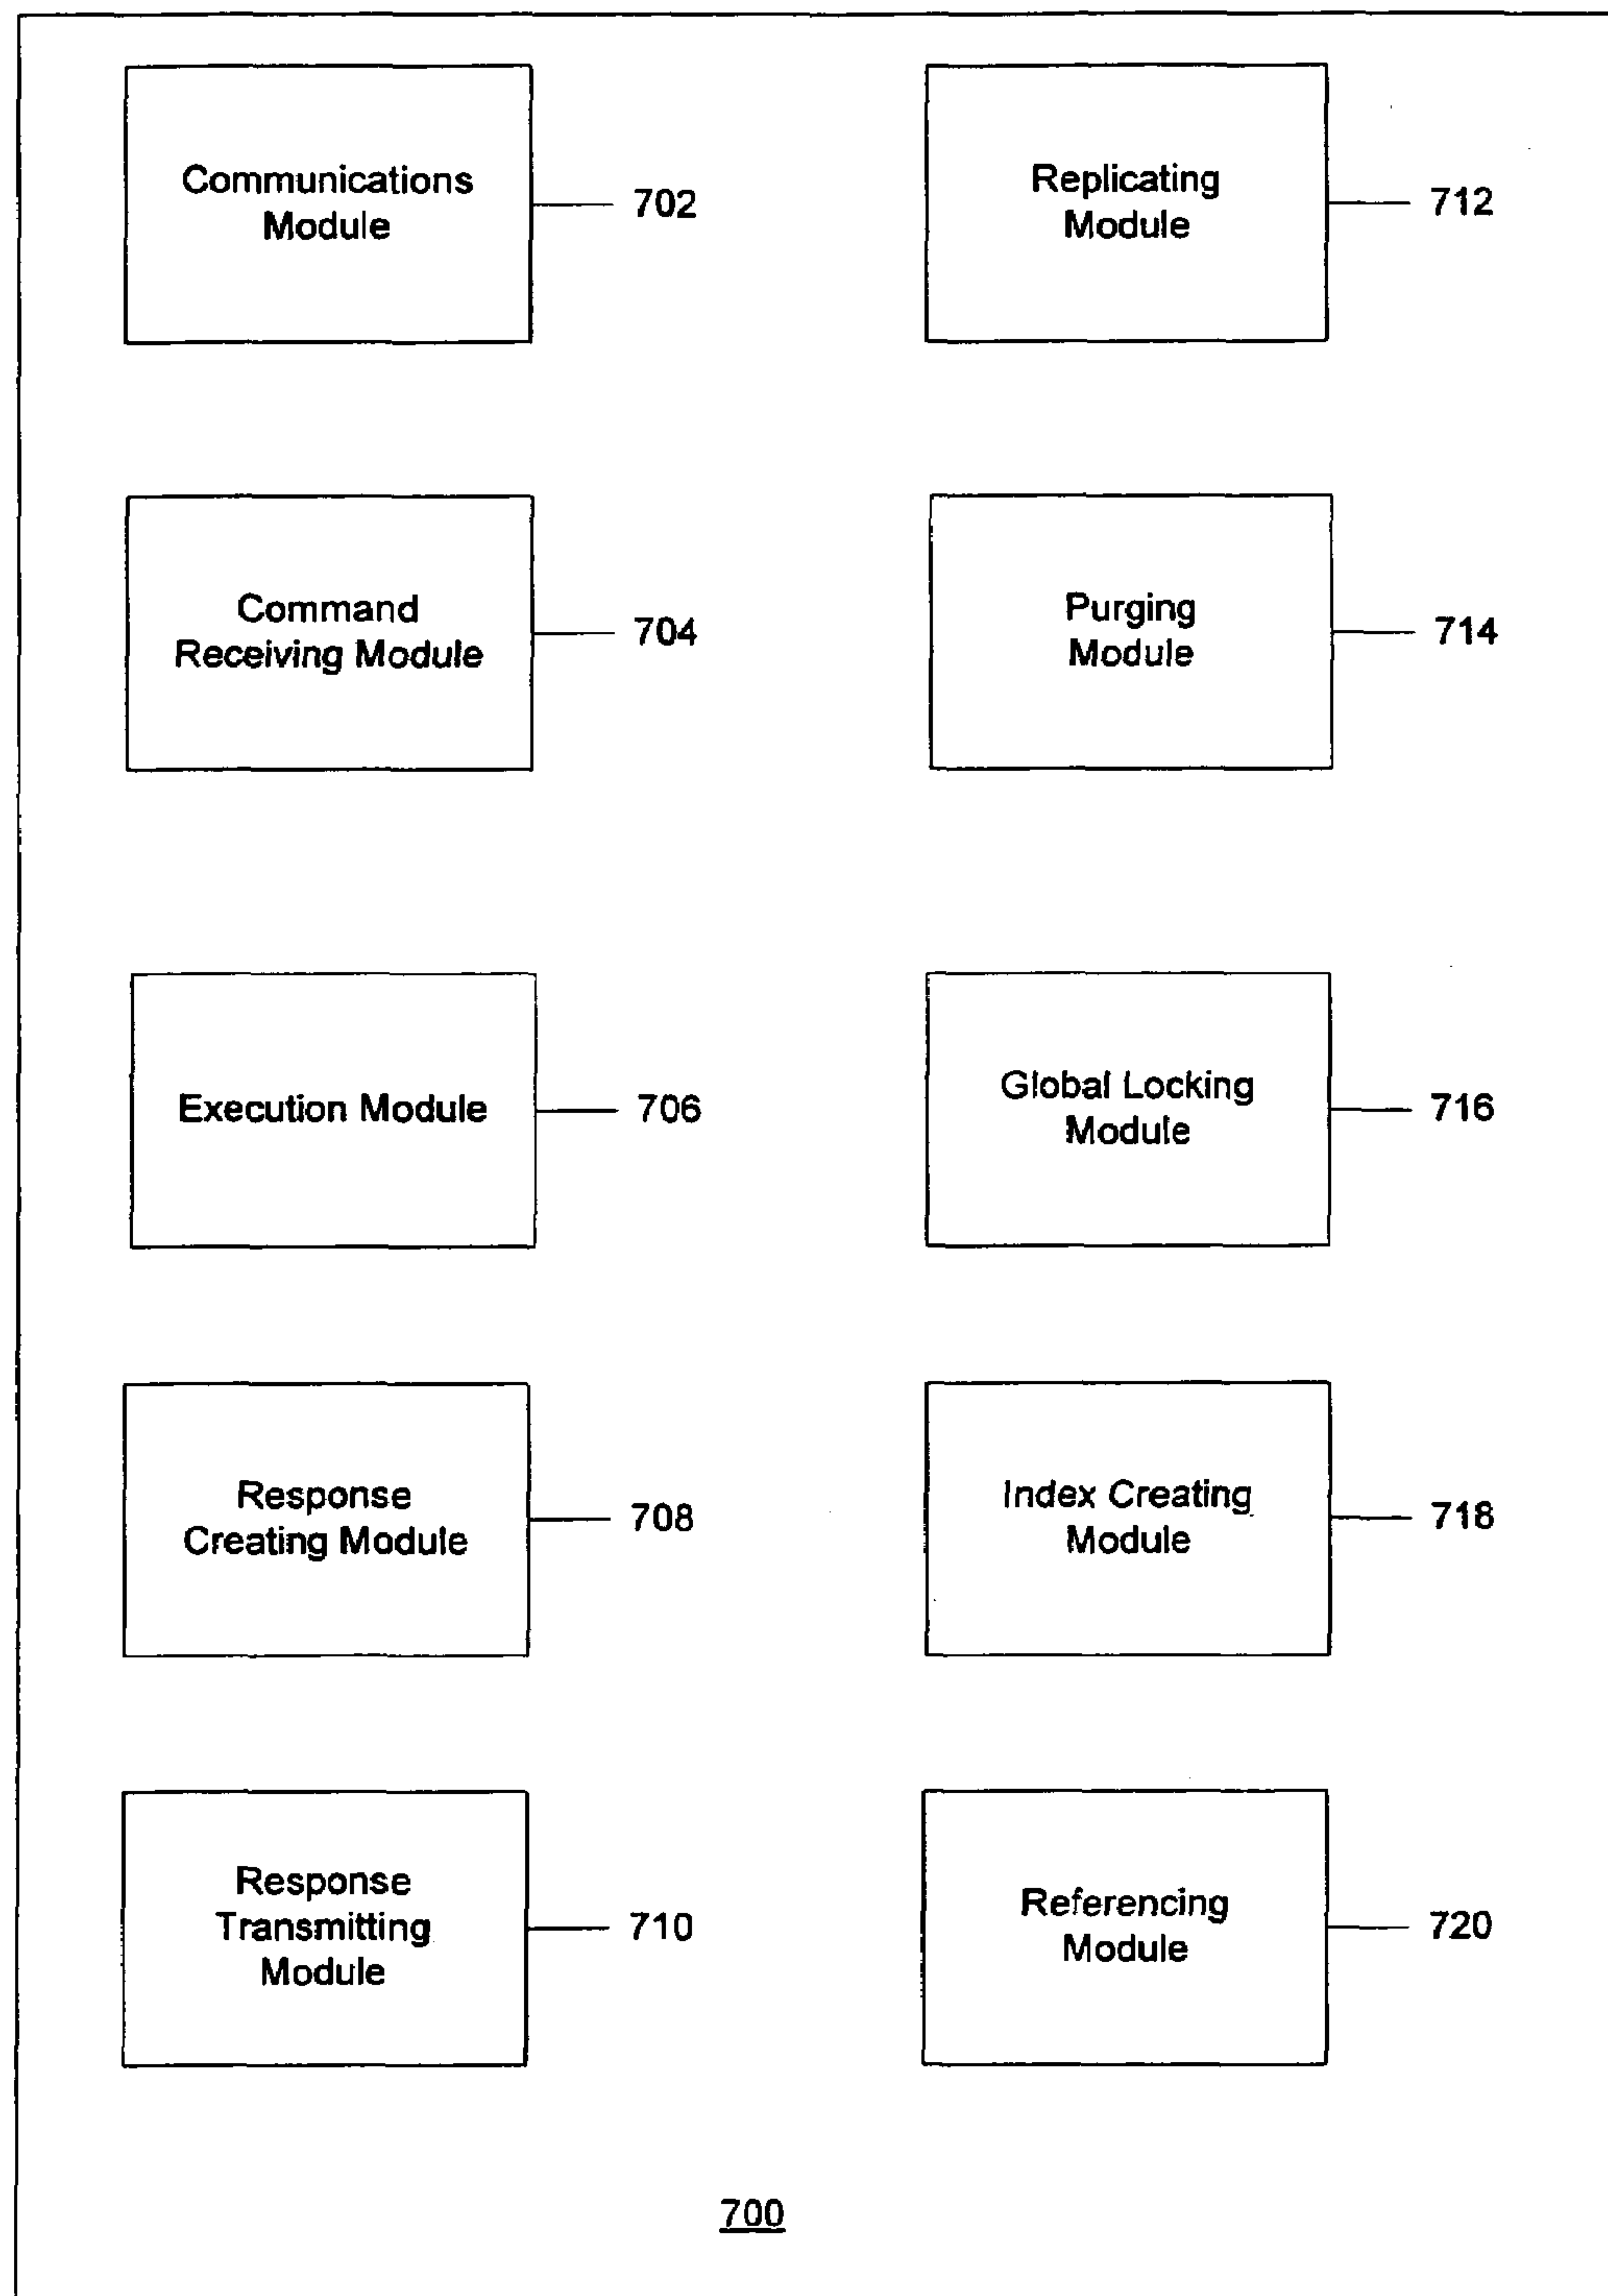 Communications
Module
702
Replicating
Module
712
Command
Receiving Module
704
Purging
Module
714
Execution Module
706
Global Locking
Module
716
Response
Creating Module
708
Index Creating
Module
718
Response
Transmitting
Module
710
Referencing
Module
720
700